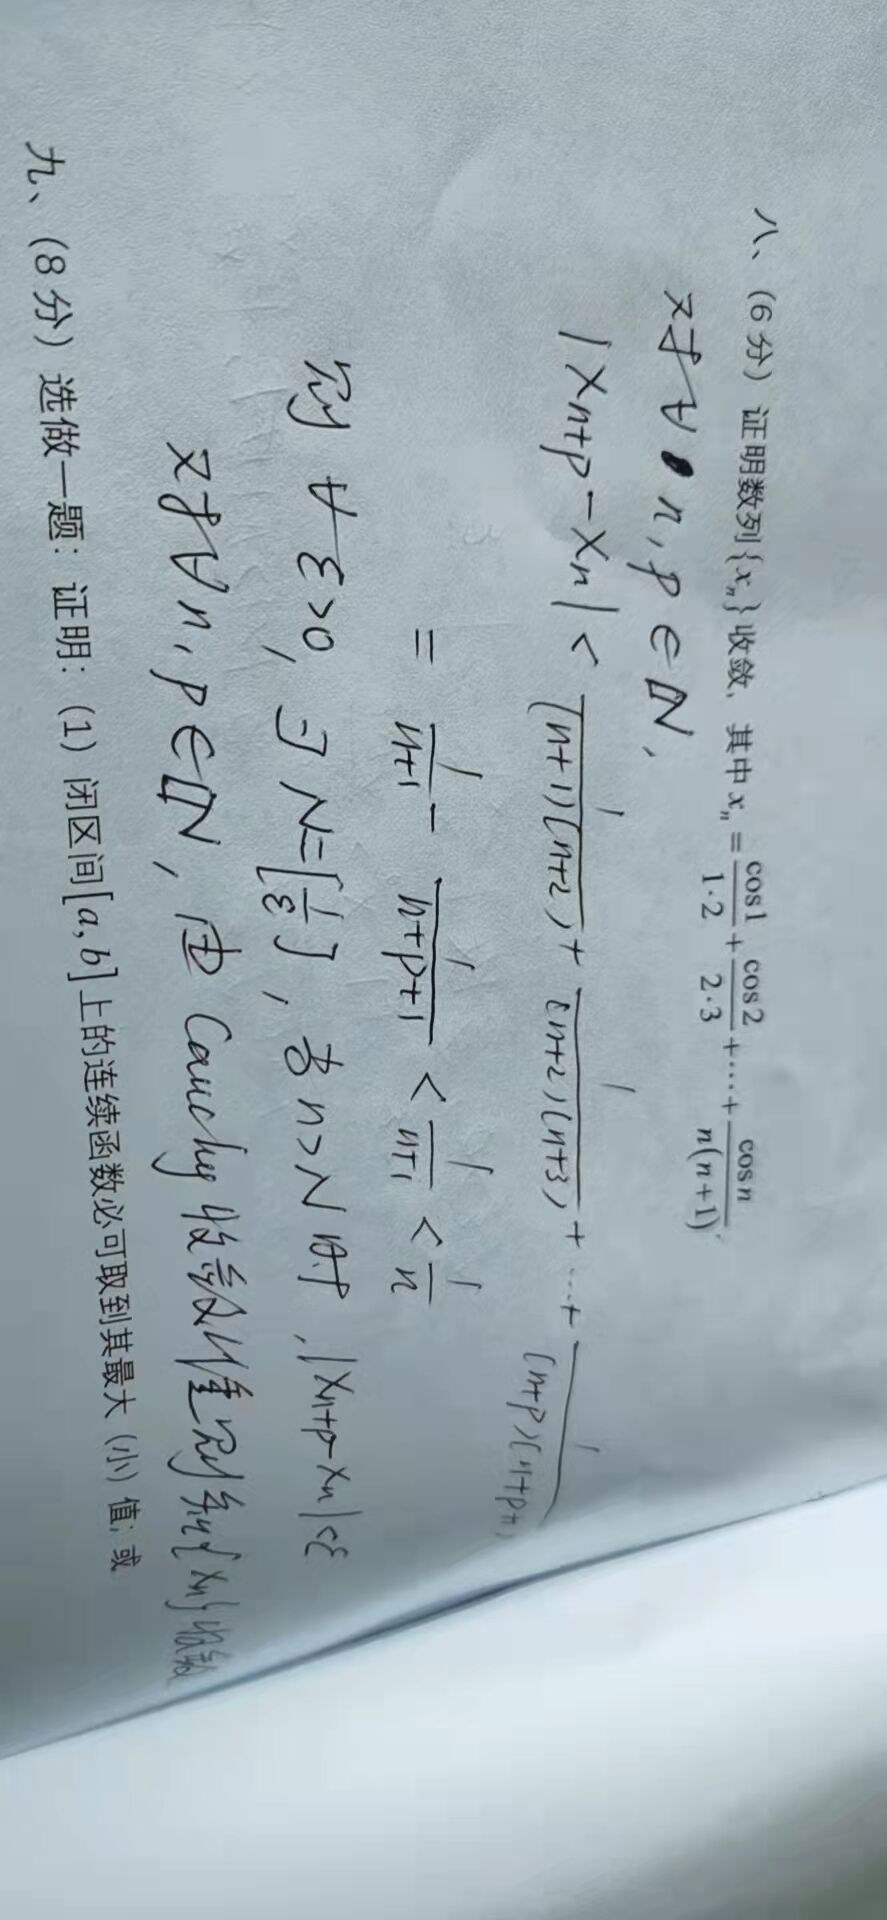 八、(6分) 证明数列{xₙ}收敛, 其中 xₙ = cos1/(1·2) + cos2/(2·3) + ⋯ + cosn/(n(n+1)).
对∀ n, p ∈ N,
|xn+p - xn| < 1/((n+1)(n+2)) + 1/((n+2)(n+3)) + ⋯ + 1/((n+p)(n+p+1)
= 1/(n+1) - 1/(n+p+1) < 1/(n+1) < 1/n
则 ∀ ε>0, ∃ N=[1/ε], 当 n>N 时, |xn+p - xn|<ε
对∀ n, p ∈ N, 由 Cauchy 收敛准则知{xn}收敛
九、(8分) 选做一题: 证明: (1) 闭区间[a,b]上的连续函数必可取到其最大(小)值; 或